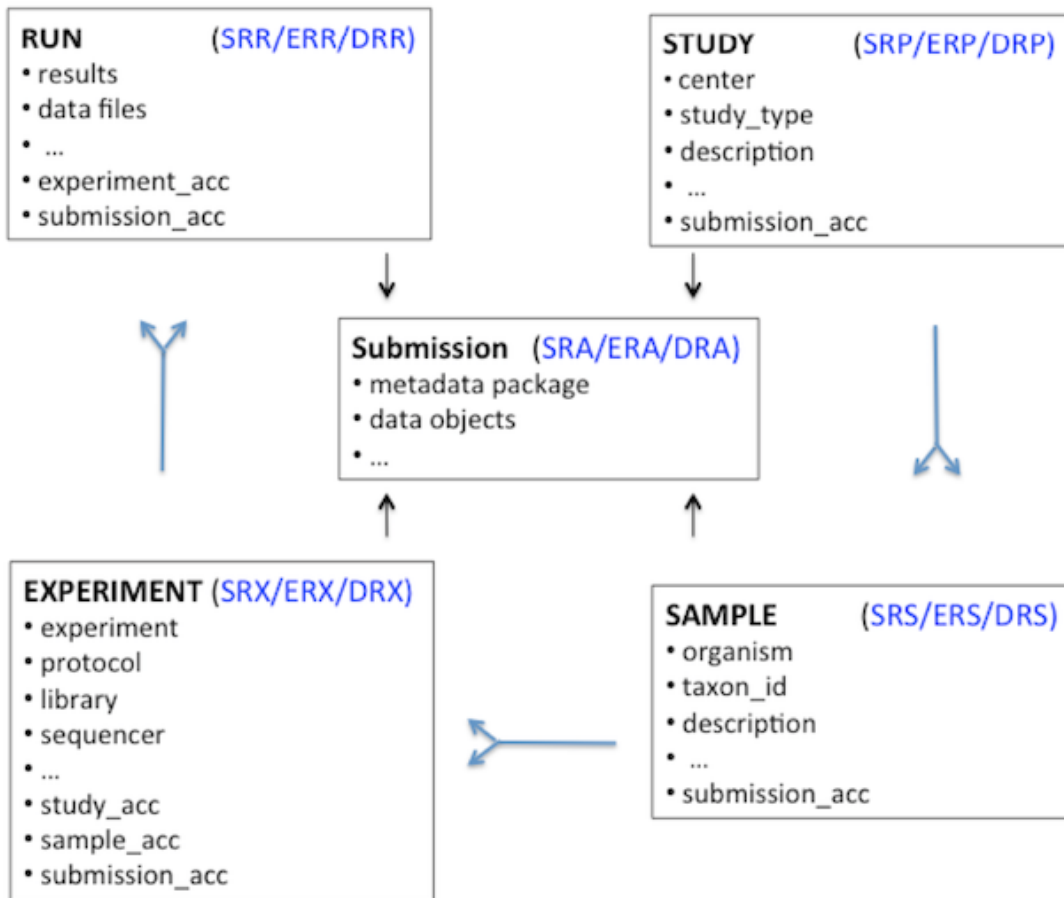 RUN (SRR/ERR/DRR)
• results
• data files
• ...
• experiment_acc
• submission_acc
STUDY (SRP/ERP/DRP)
• center
• study_type
• description
• ...
• submission_acc
Submission (SRA/ERA/DRA)
• metadata package
• data objects
• ...
EXPERIMENT (SRX/ERX/DRX)
• experiment
• protocol
• library
• sequencer
• ...
• study_acc
• sample_acc
• submission_acc
SAMPLE (SRS/ERS/DRS)
• organism
• taxon_id
• description
• ...
• submission_acc